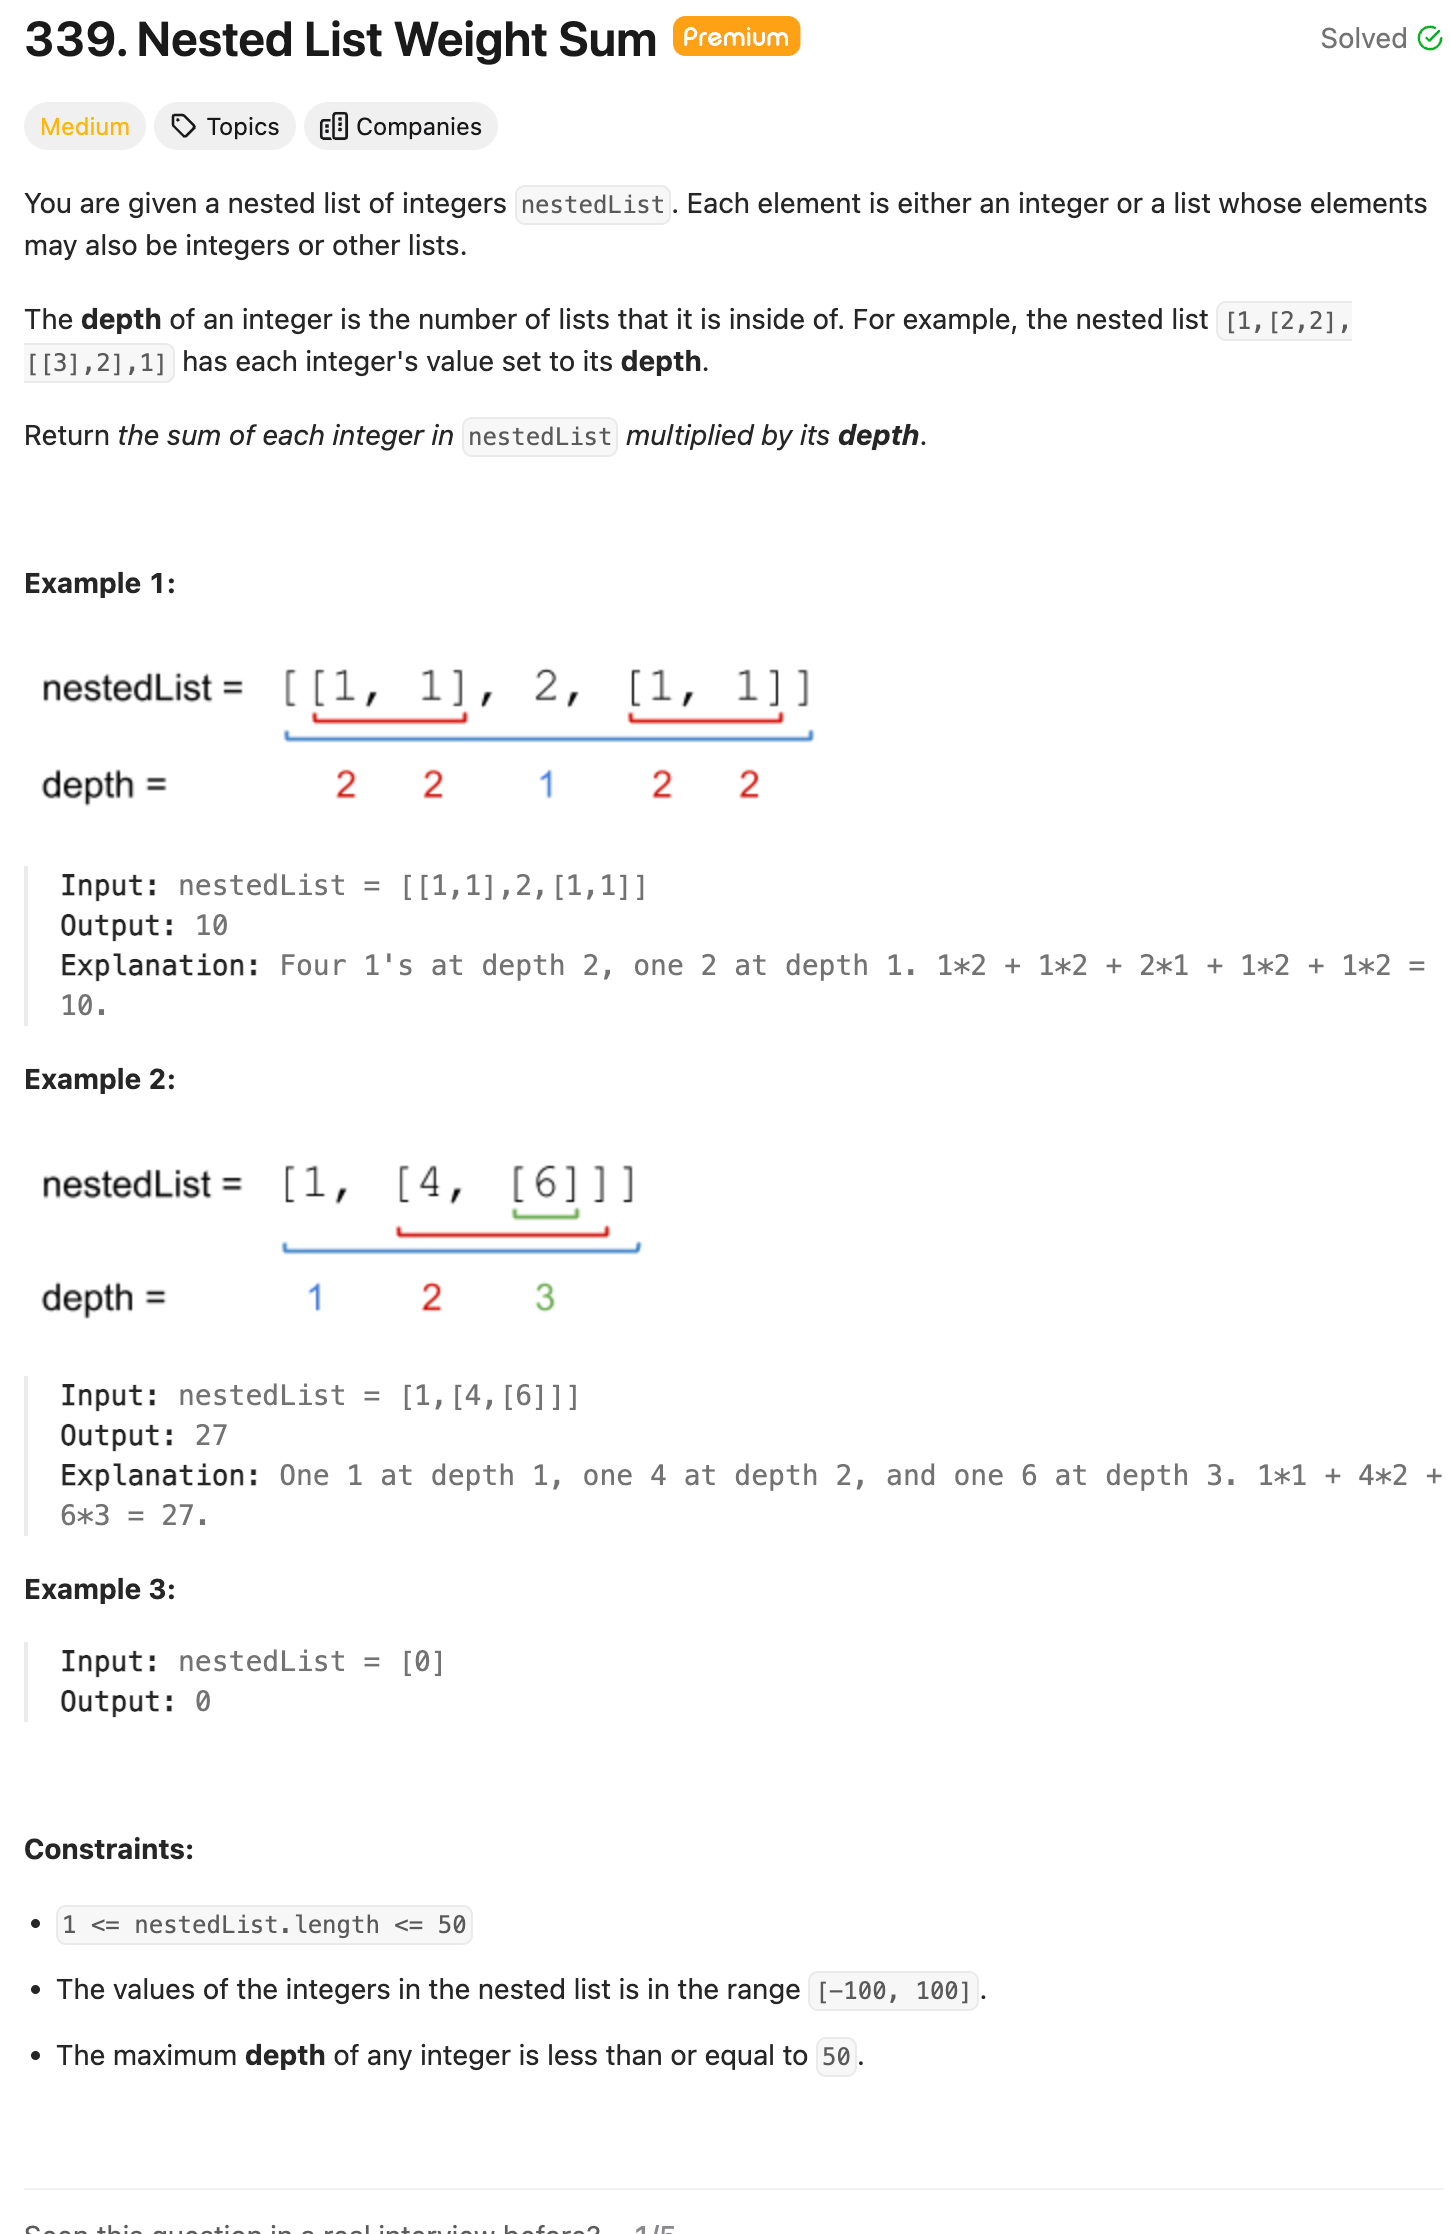 339. Nested List Weight Sum Premium Solved
Medium Topics Companies
You are given a nested list of integers nestedList. Each element is either an integer or a list whose elements
may also be integers or other lists.
The depth of an integer is the number of lists that it is inside of. For example, the nested list [1,[2,2],
[[3],2],1] has each integer's value set to its depth.
Return the sum of each integer in nestedList multiplied by its depth.
Example 1:
nestedList = [[1, 1], 2, [1, 1]]
depth = 2 2 1 2 2
Input: nestedList = [[1,1],2,[1,1]]
Output: 10
Explanation: Four 1's at depth 2, one 2 at depth 1. 1*2 + 1*2 + 2*1 + 1*2 + 1*2 =
10.
Example 2:
nestedList = [1, [4, [6]]]
depth = 1 2 3
Input: nestedList = [1,[4,[6]]]
Output: 27
Explanation: One 1 at depth 1, one 4 at depth 2, and one 6 at depth 3. 1*1 + 4*2 +
6*3 = 27.
Example 3:
Input: nestedList = [0]
Output: 0
Constraints:
• 1 <= nestedList.length <= 50
• The values of the integers in the nested list is in the range [-100, 100].
• The maximum depth of any integer is less than or equal to 50.
Seen this question in a real interview before? 1/5